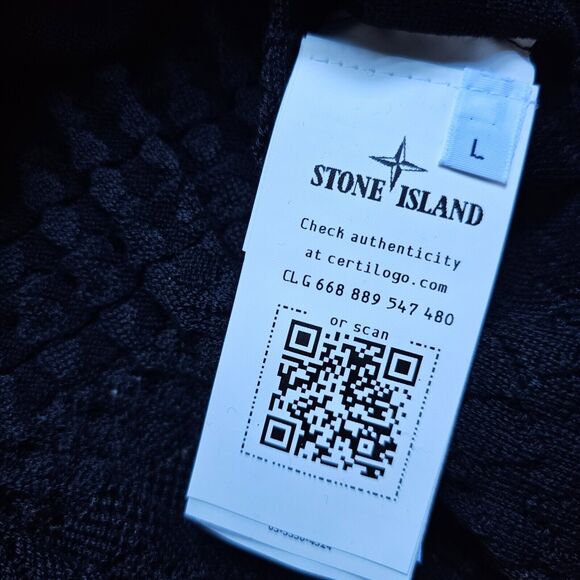 L
STONE ISLAND
Check authenticity
at certilogo.com
CLG 668 889 547 480
or scan